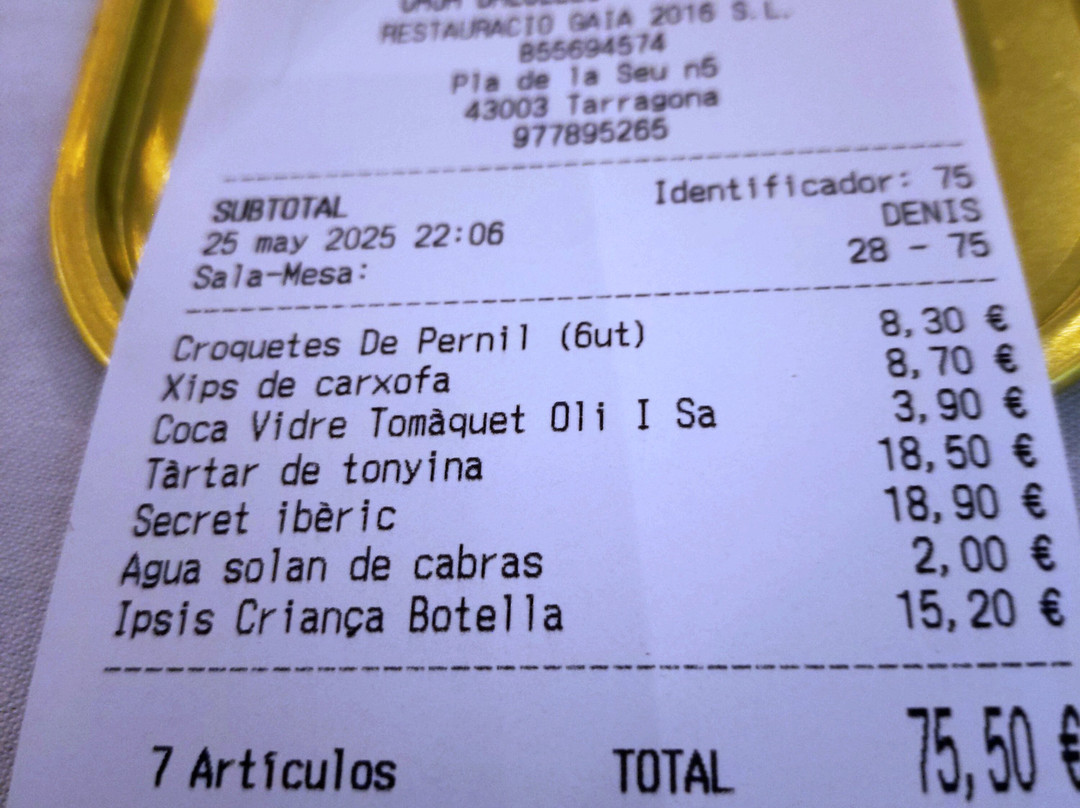 RESTAURACIO GAIA 2016 S.L.
B55694574
Pla de la Seu n5
43003 Tarragona
977895265
SUBTOTAL Identificador: 75
25 may 2025 22:06 DENIS
Sala-Mesa: 28 - 75
Croquetes De Pernil (6ut) 8,30 €
Xips de carxofa 8,70 €
Coca Vidre Tomàquet Oli I Sa 3,90 €
Tàrtar de tonyina 18,50 €
Secret ibèric 18,90 €
Agua solan de cabras 2,00 €
Ipsis Criança Botella 15,20 €
7 Artículos TOTAL 75,50 €